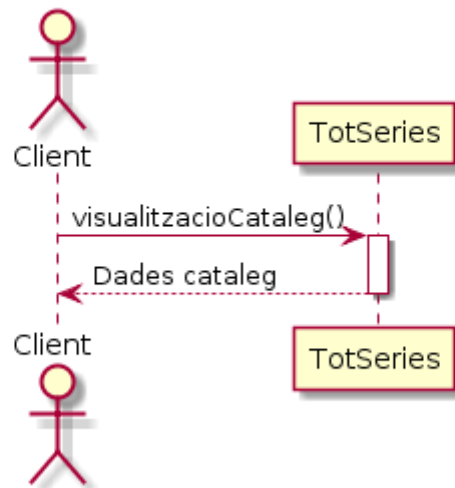 Client
TotSeries
visualitzacioCataleg()
Dades cataleg
Client
TotSeries